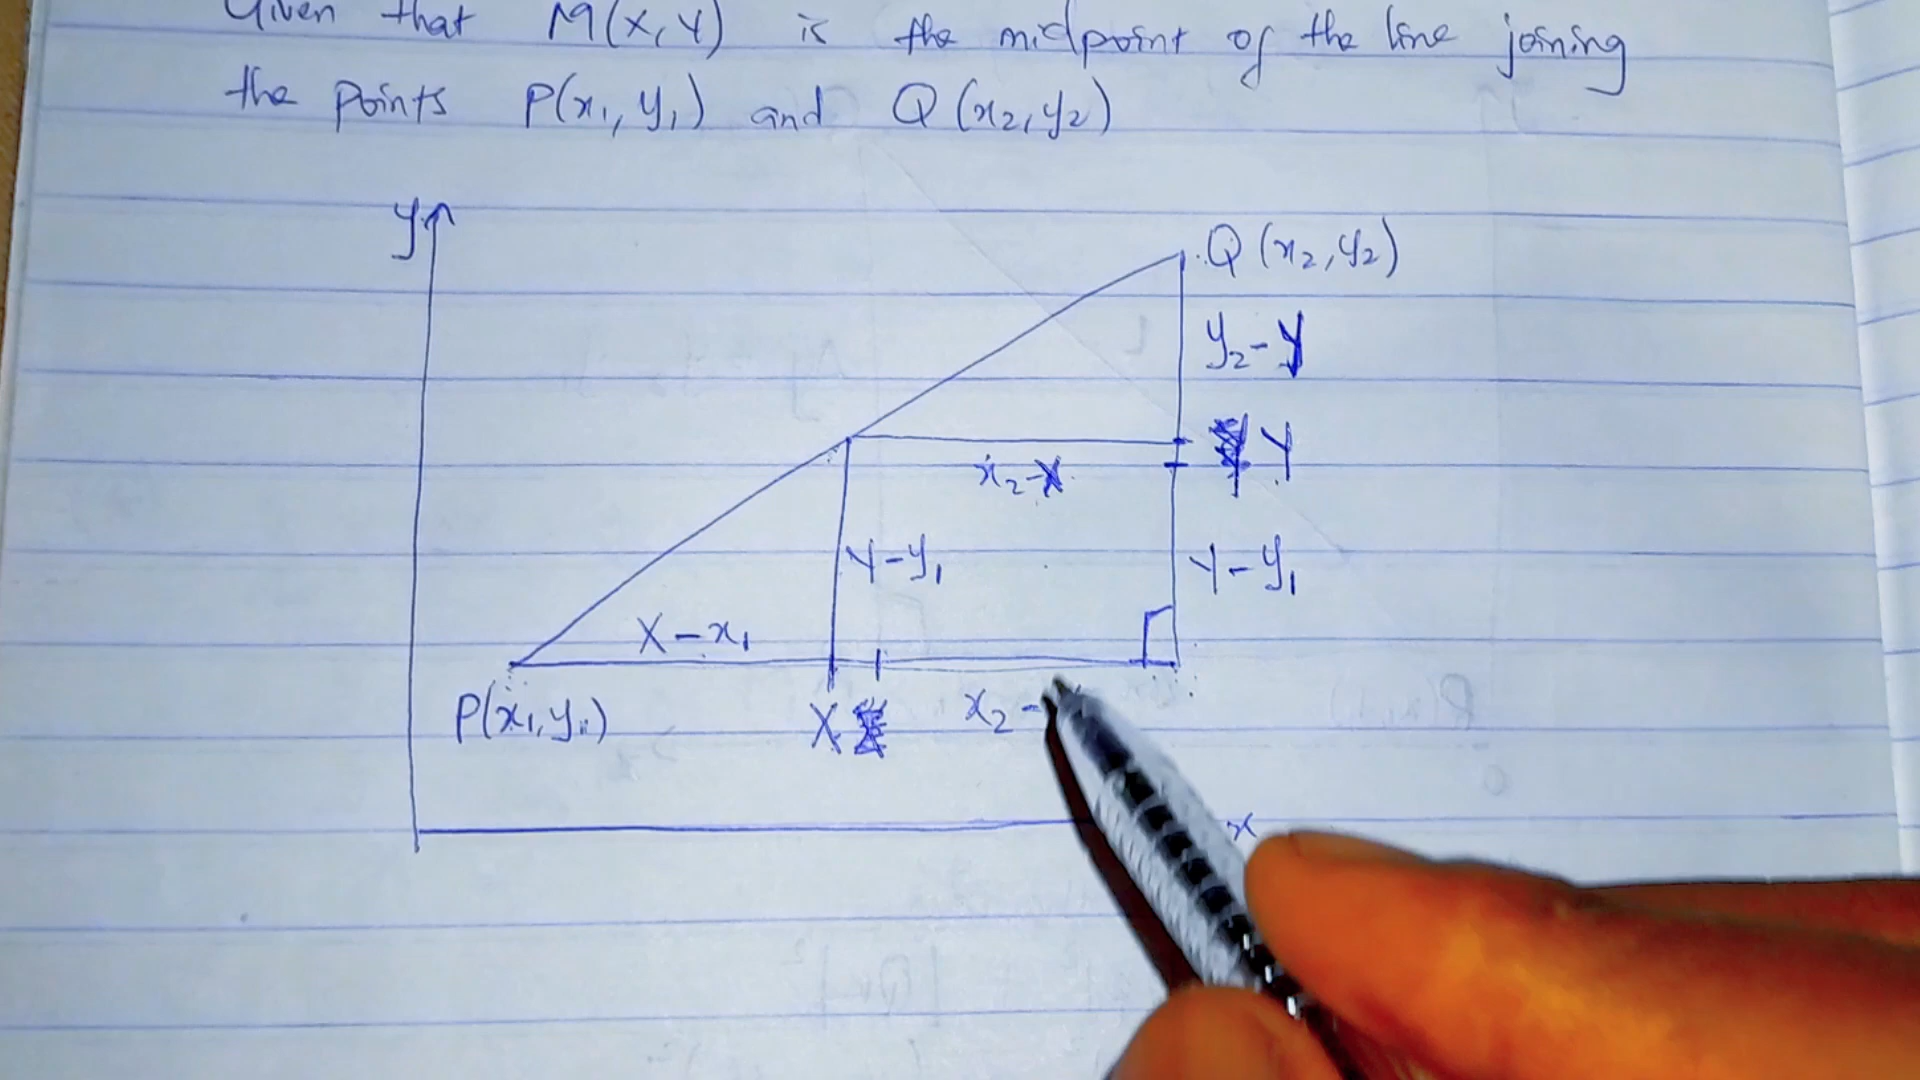 Given that M(X,Y) is the midpoint of the line joining
the points P(x₁,y₁) and Q(x₂,y₂)
y
Q(x₂,y₂)
y₂-Y
Y
x₂-X
Y-y₁
Y-y₁
X-x₁
P(x₁,y₁)
X
x₂-
x